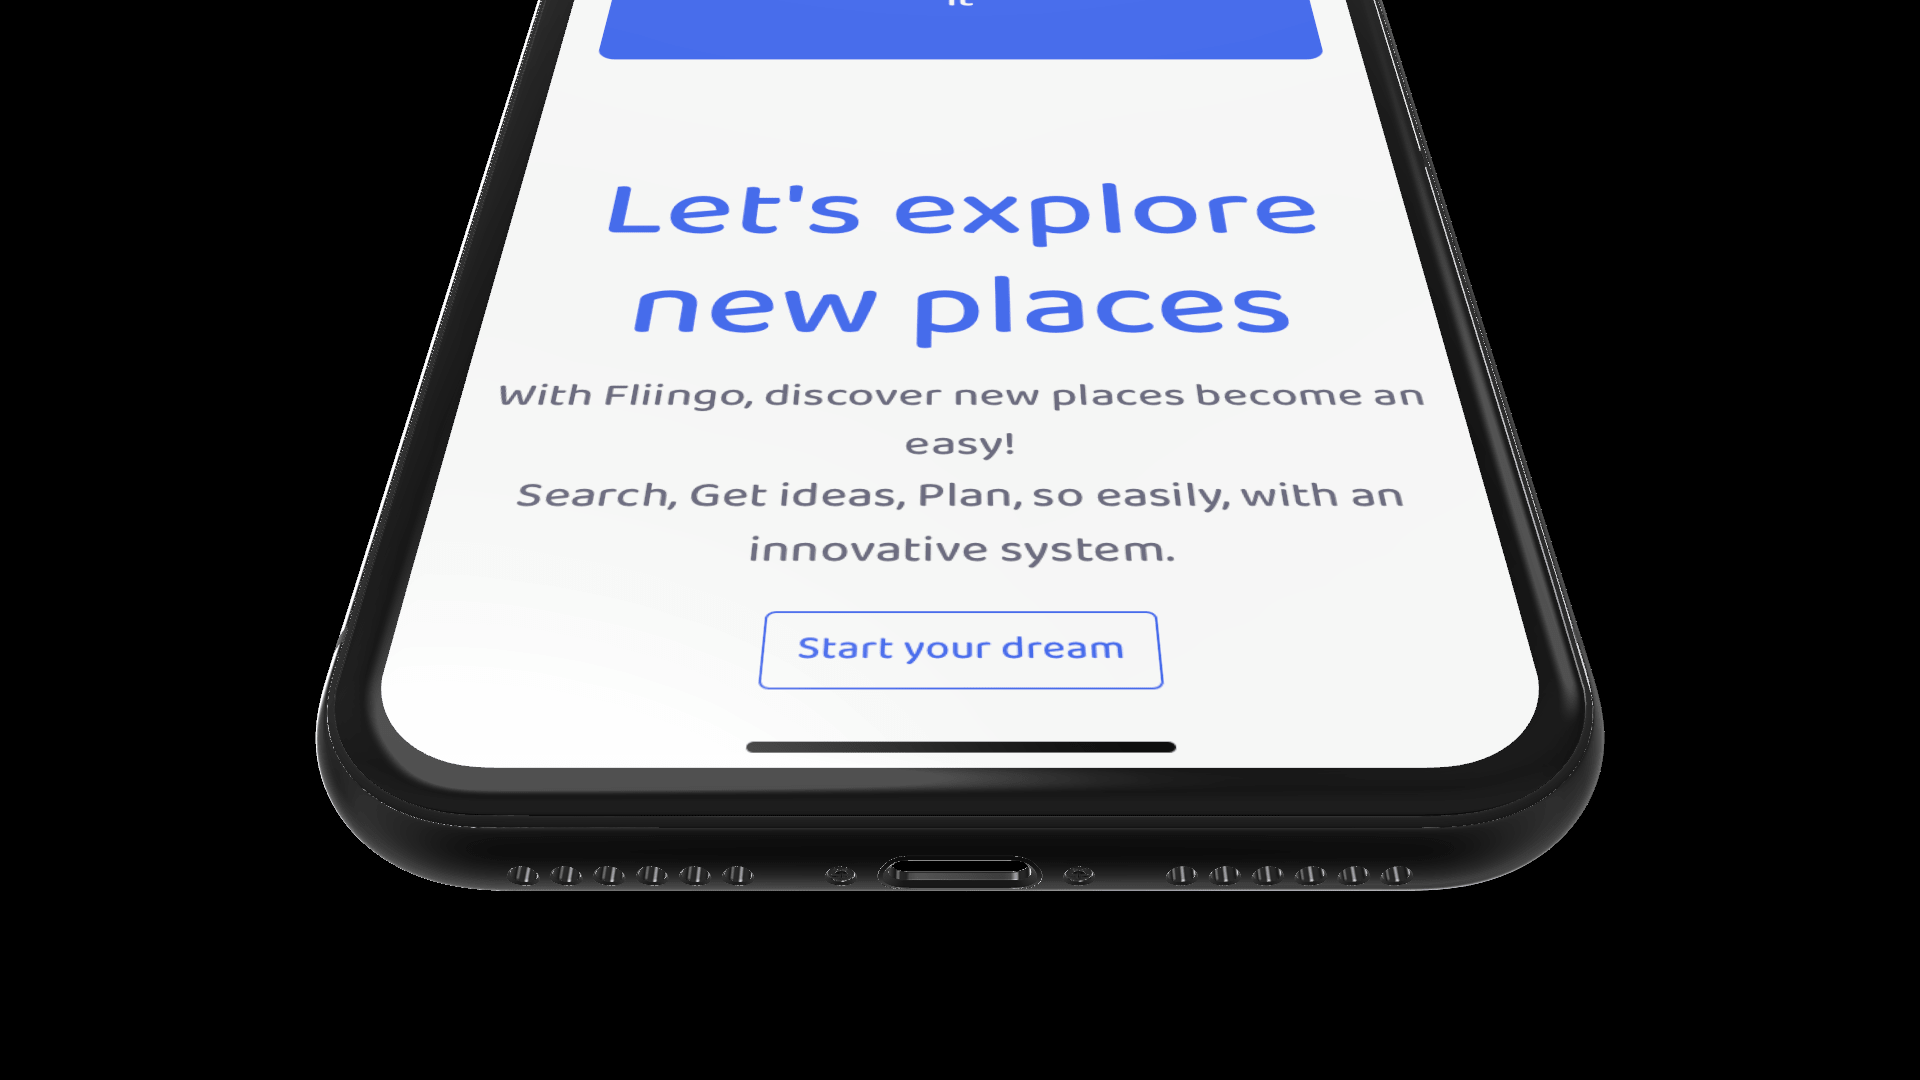 Let's explore
new places
With Fliingo, discover new places become an
easy!
Search, Get ideas, Plan, so easily, with an
innovative system.
Start your dream